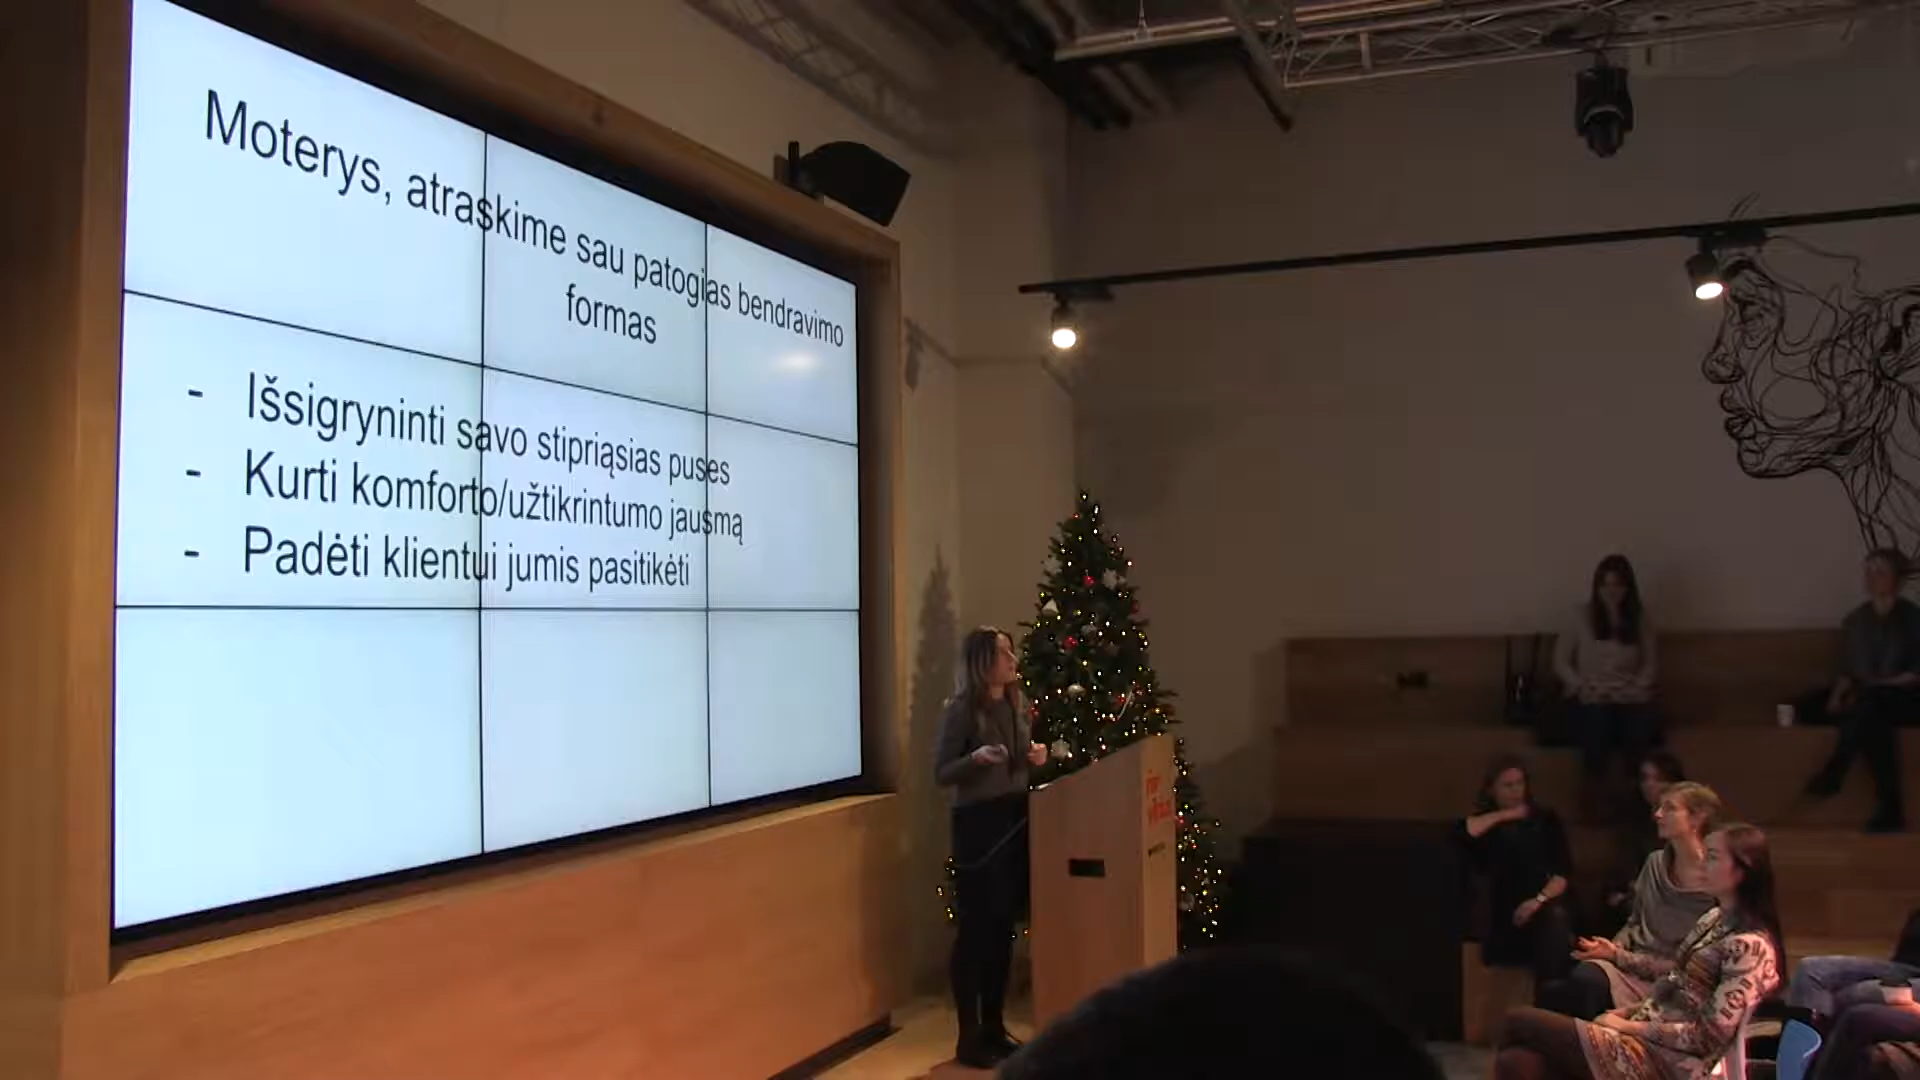 Moterys, atraskime sau patogias bendravimo
formas
- Išsigryninti savo stipriąsias puses
- Kurti komforto/užtikrintumo jausmą
- Padėti klientui jumis pasitikėti